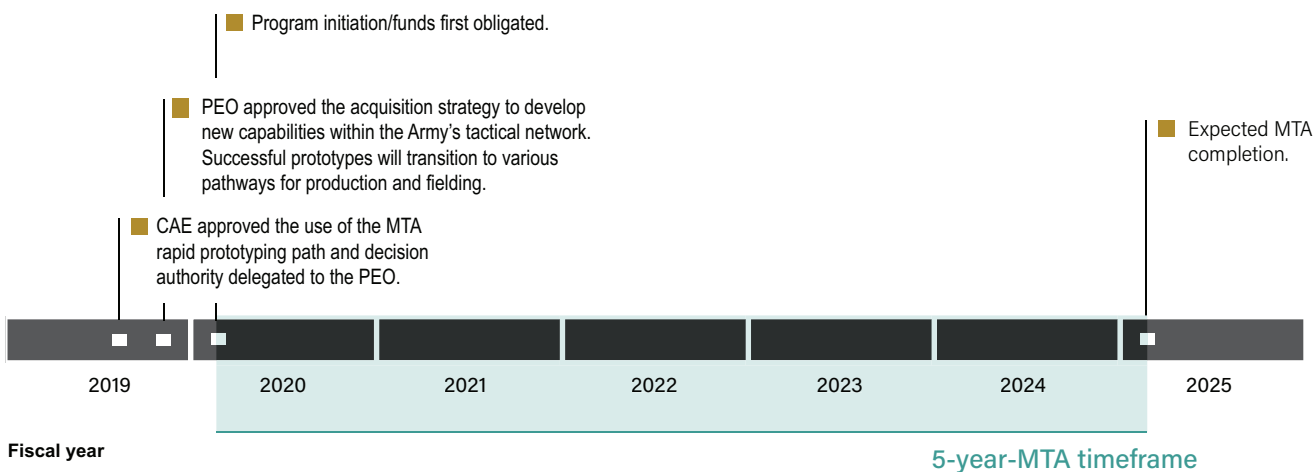 Program initiation/funds first obligated.
PEO approved the acquisition strategy to develop
new capabilities within the Army's tactical network.
Successful prototypes will transition to various
pathways for production and fielding.
Expected MTA
completion.
CAE approved the use of the MTA
rapid prototyping path and decision
authority delegated to the PEO.
2019 2020 2021 2022 2023 2024 2025
Fiscal year
5-year-MTA timeframe